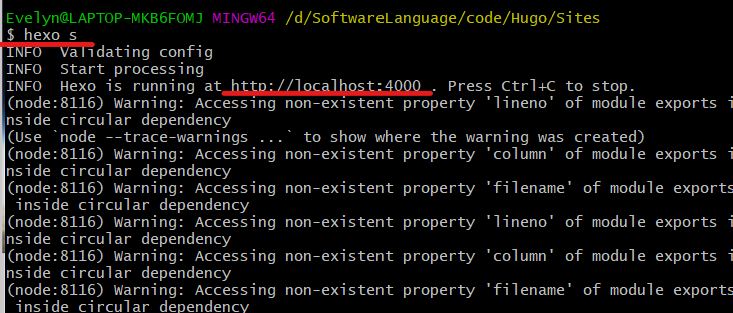 Evelyn@LAPTOP-MKB6FOMJ MINGW64 /d/SoftwareLanguage/code/Hugo/Sites
$ hexo s
INFO  Validating config
INFO  Start processing
INFO  Hexo is running at http://localhost:4000 . Press Ctrl+C to stop.
(node:8116) Warning: Accessing non-existent property 'lineno' of module exports i
nside circular dependency
(Use `node --trace-warnings ...` to show where the warning was created)
(node:8116) Warning: Accessing non-existent property 'column' of module exports i
nside circular dependency
(node:8116) Warning: Accessing non-existent property 'filename' of module exports
 inside circular dependency
(node:8116) Warning: Accessing non-existent property 'lineno' of module exports i
nside circular dependency
(node:8116) Warning: Accessing non-existent property 'column' of module exports i
nside circular dependency
(node:8116) Warning: Accessing non-existent property 'filename' of module exports
 inside circular dependency